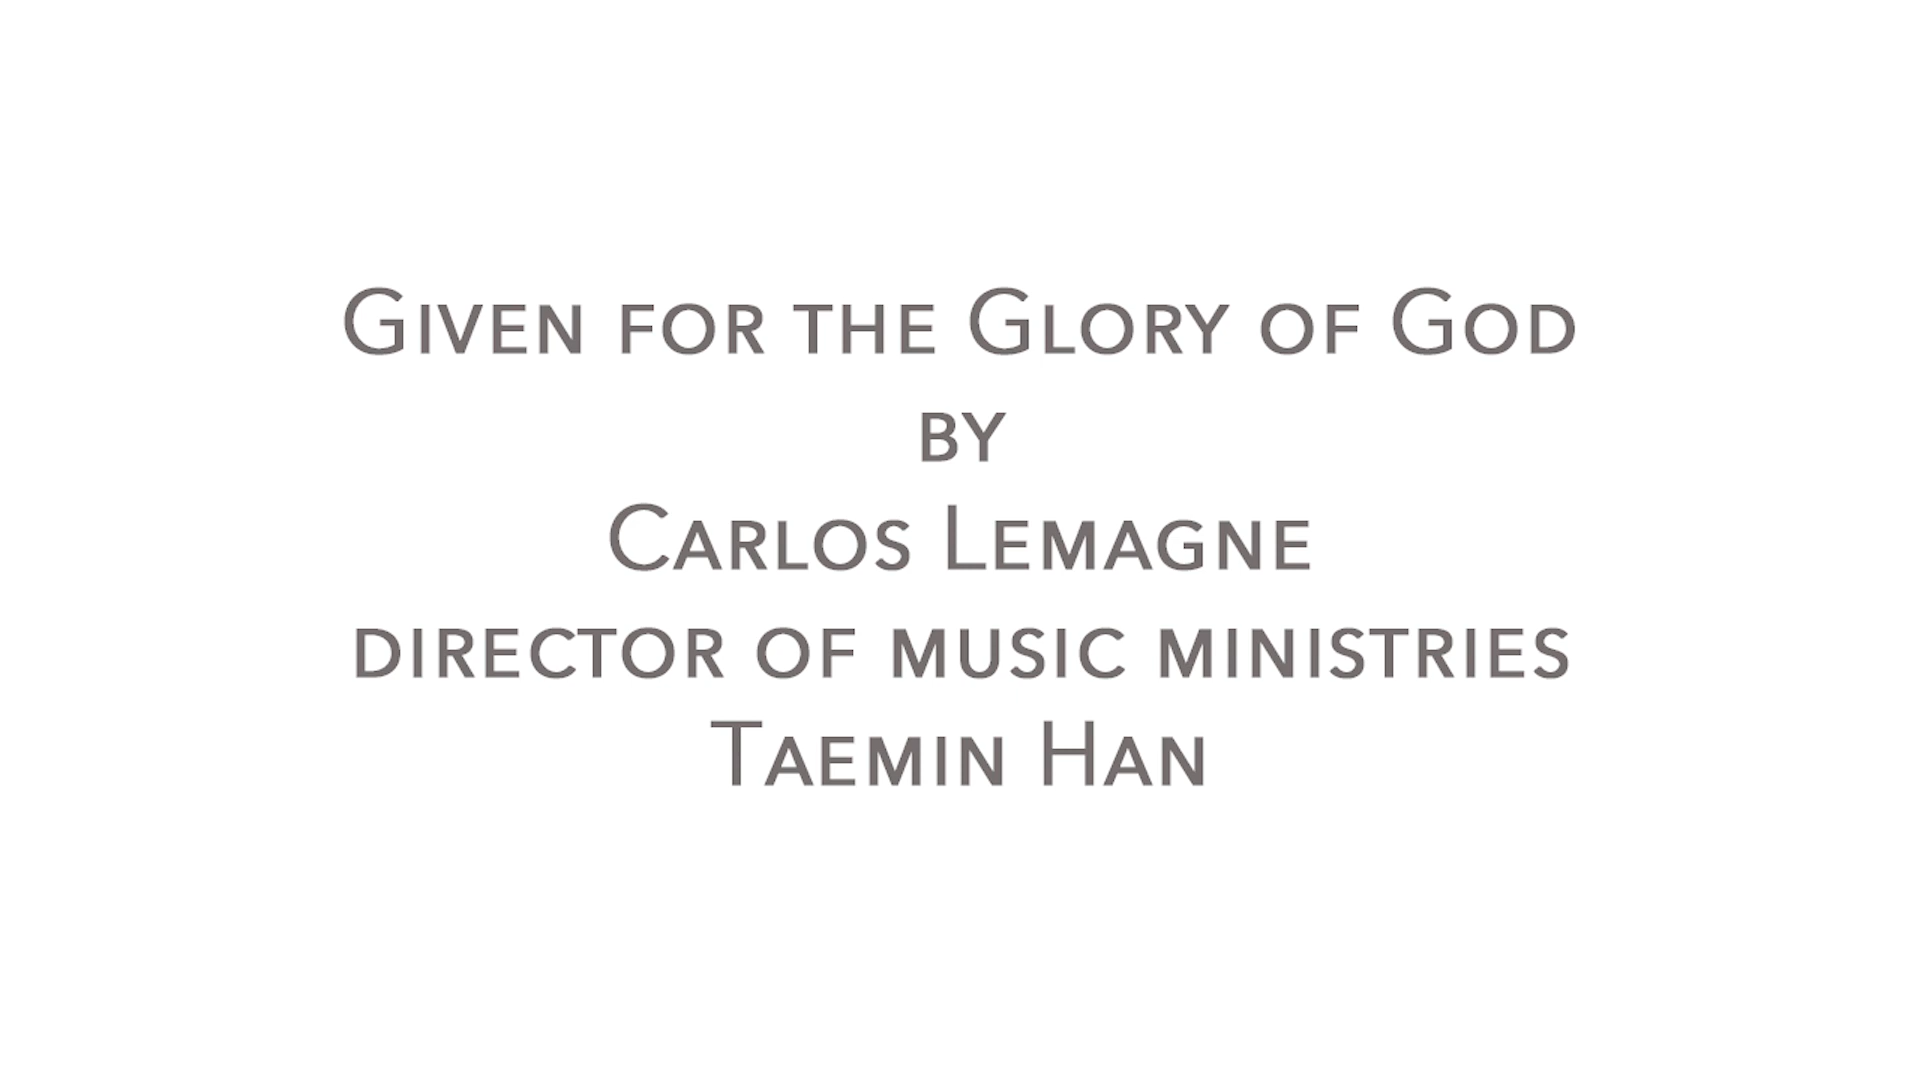 Given for the Glory of God
by
Carlos Lemagne
director of music ministries
Taemin Han